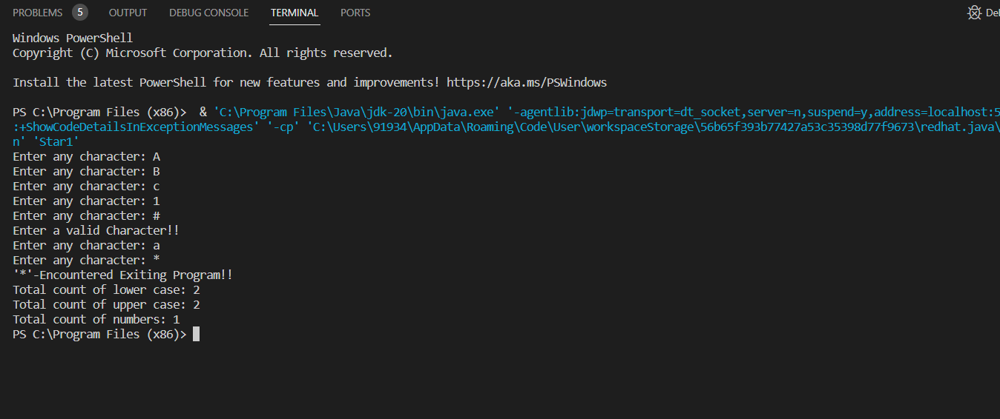 PROBLEMS 5 OUTPUT DEBUG CONSOLE TERMINAL PORTS
Windows PowerShell
Copyright (C) Microsoft Corporation. All rights reserved.
Install the latest PowerShell for new features and improvements! https://aka.ms/PSWindows
PS C:\Program Files (x86)>  & 'C:\Program Files\Java\jdk-20\bin\java.exe' '-agentlib:jdwp=transport=dt_socket,server=n,suspend=y,address=localhost:5
:+ShowCodeDetailsInExceptionMessages' '-cp' 'C:\Users\91934\AppData\Roaming\Code\User\workspaceStorage\56b65f393b77427a53c35398d77f9673\redhat.java\
n' 'Star1'
Enter any character: A
Enter any character: B
Enter any character: c
Enter any character: 1
Enter any character: #
Enter a valid Character!!
Enter any character: a
Enter any character: *
'*'-Encountered Exiting Program!!
Total count of lower case: 2
Total count of upper case: 2
Total count of numbers: 1
PS C:\Program Files (x86)>